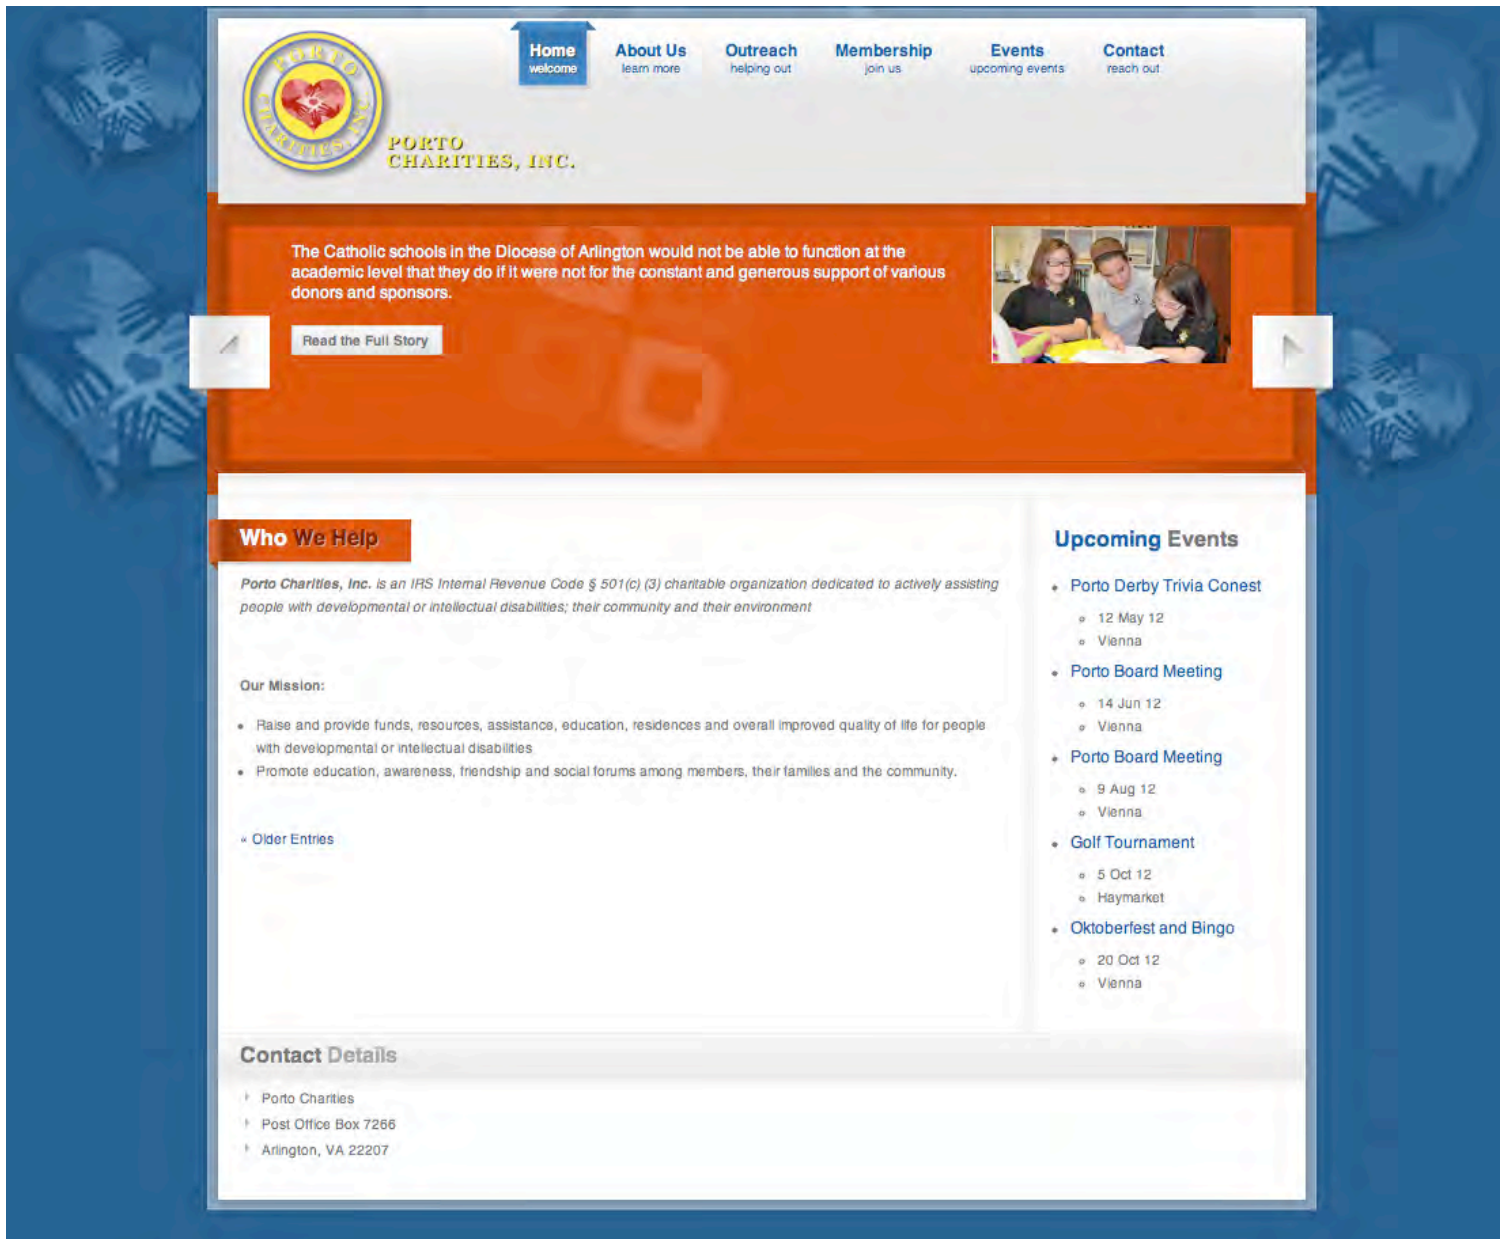 PORTO
CHARITIES, INC.
PORTO
CHARITIES, INC.
Home
welcome
About Us
learn more
Outreach
helping out
Membership
join us
Events
upcoming events
Contact
reach out
The Catholic schools in the Diocese of Arlington would not be able to function at the
academic level that they do if it were not for the constant and generous support of various
donors and sponsors.
Read the Full Story
Who We Help
Porto Charities, Inc. is an IRS Internal Revenue Code § 501(c) (3) charitable organization dedicated to actively assisting
people with developmental or intellectual disabilities; their community and their environment
Our Mission:
Raise and provide funds, resources, assistance, education, residences and overall improved quality of life for people
with developmental or intellectual disabilities
Promote education, awareness, friendship and social forums among members, their families and the community.
« Older Entries
Upcoming Events
Porto Derby Trivia Conest
12 May 12
Vienna
Porto Board Meeting
14 Jun 12
Vienna
Porto Board Meeting
9 Aug 12
Vienna
Golf Tournament
5 Oct 12
Haymarket
Oktoberfest and Bingo
20 Oct 12
Vienna
Contact Details
Porto Charities
Post Office Box 7266
Arlington, VA 22207